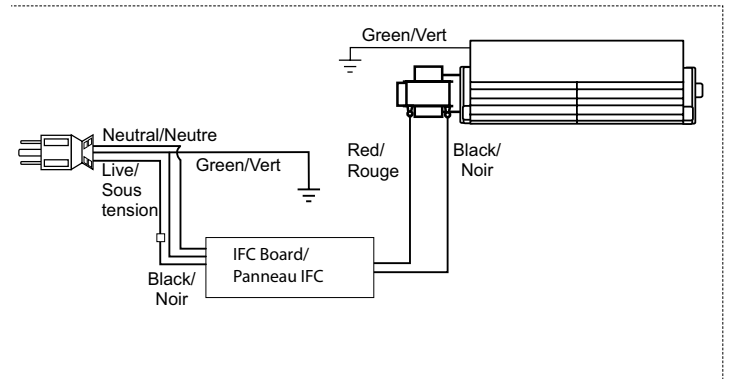 Green/Vert
Neutral/Neutre
Live/
Sous
tension
Green/Vert
Red/
Rouge
Black/
Noir
IFC Board/
Panneau IFC
Black/
Noir